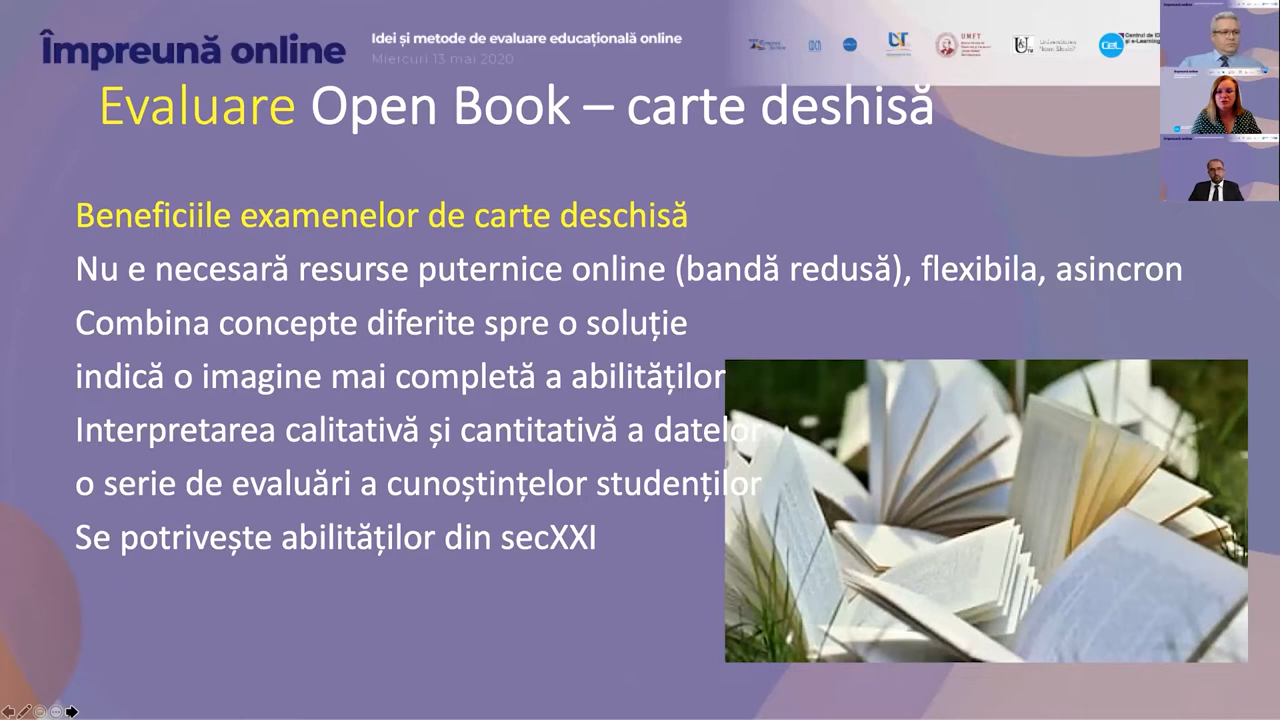 Împreună online
Idei și metode de evaluare educațională online
Miercuri 13 mai 2020
UMFT
Evaluare Open Book – carte deshisă
Beneficiile examenelor de carte deschisă
Nu e necesară resurse puternice online (bandă redusă), flexibila, asincron
Combina concepte diferite spre o soluție
indică o imagine mai completă a abilităților
Interpretarea calitativă și cantitativă a datelor
o serie de evaluări a cunoștințelor studenților
Se potrivește abilităților din secXXI